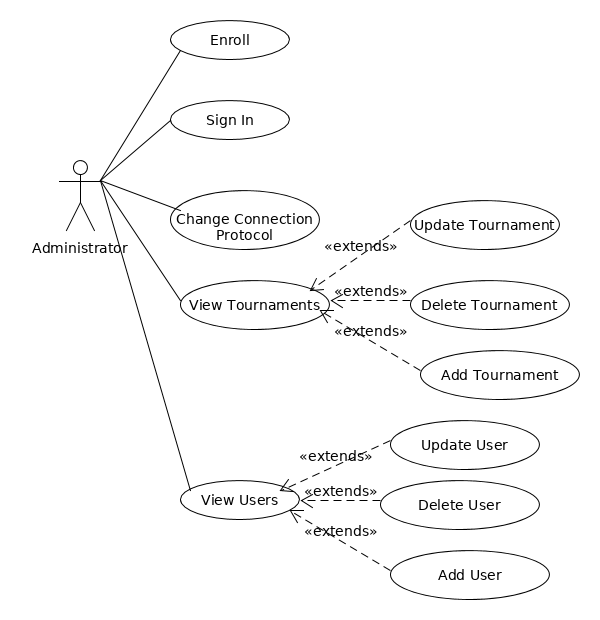 Enroll
Sign In
Administrator
Change Connection
Protocol
Update Tournament
«extends»
View Tournaments
«extends»
Delete Tournament
«extends»
Add Tournament
Update User
«extends»
View Users
«extends»
Delete User
«extends»
Add User